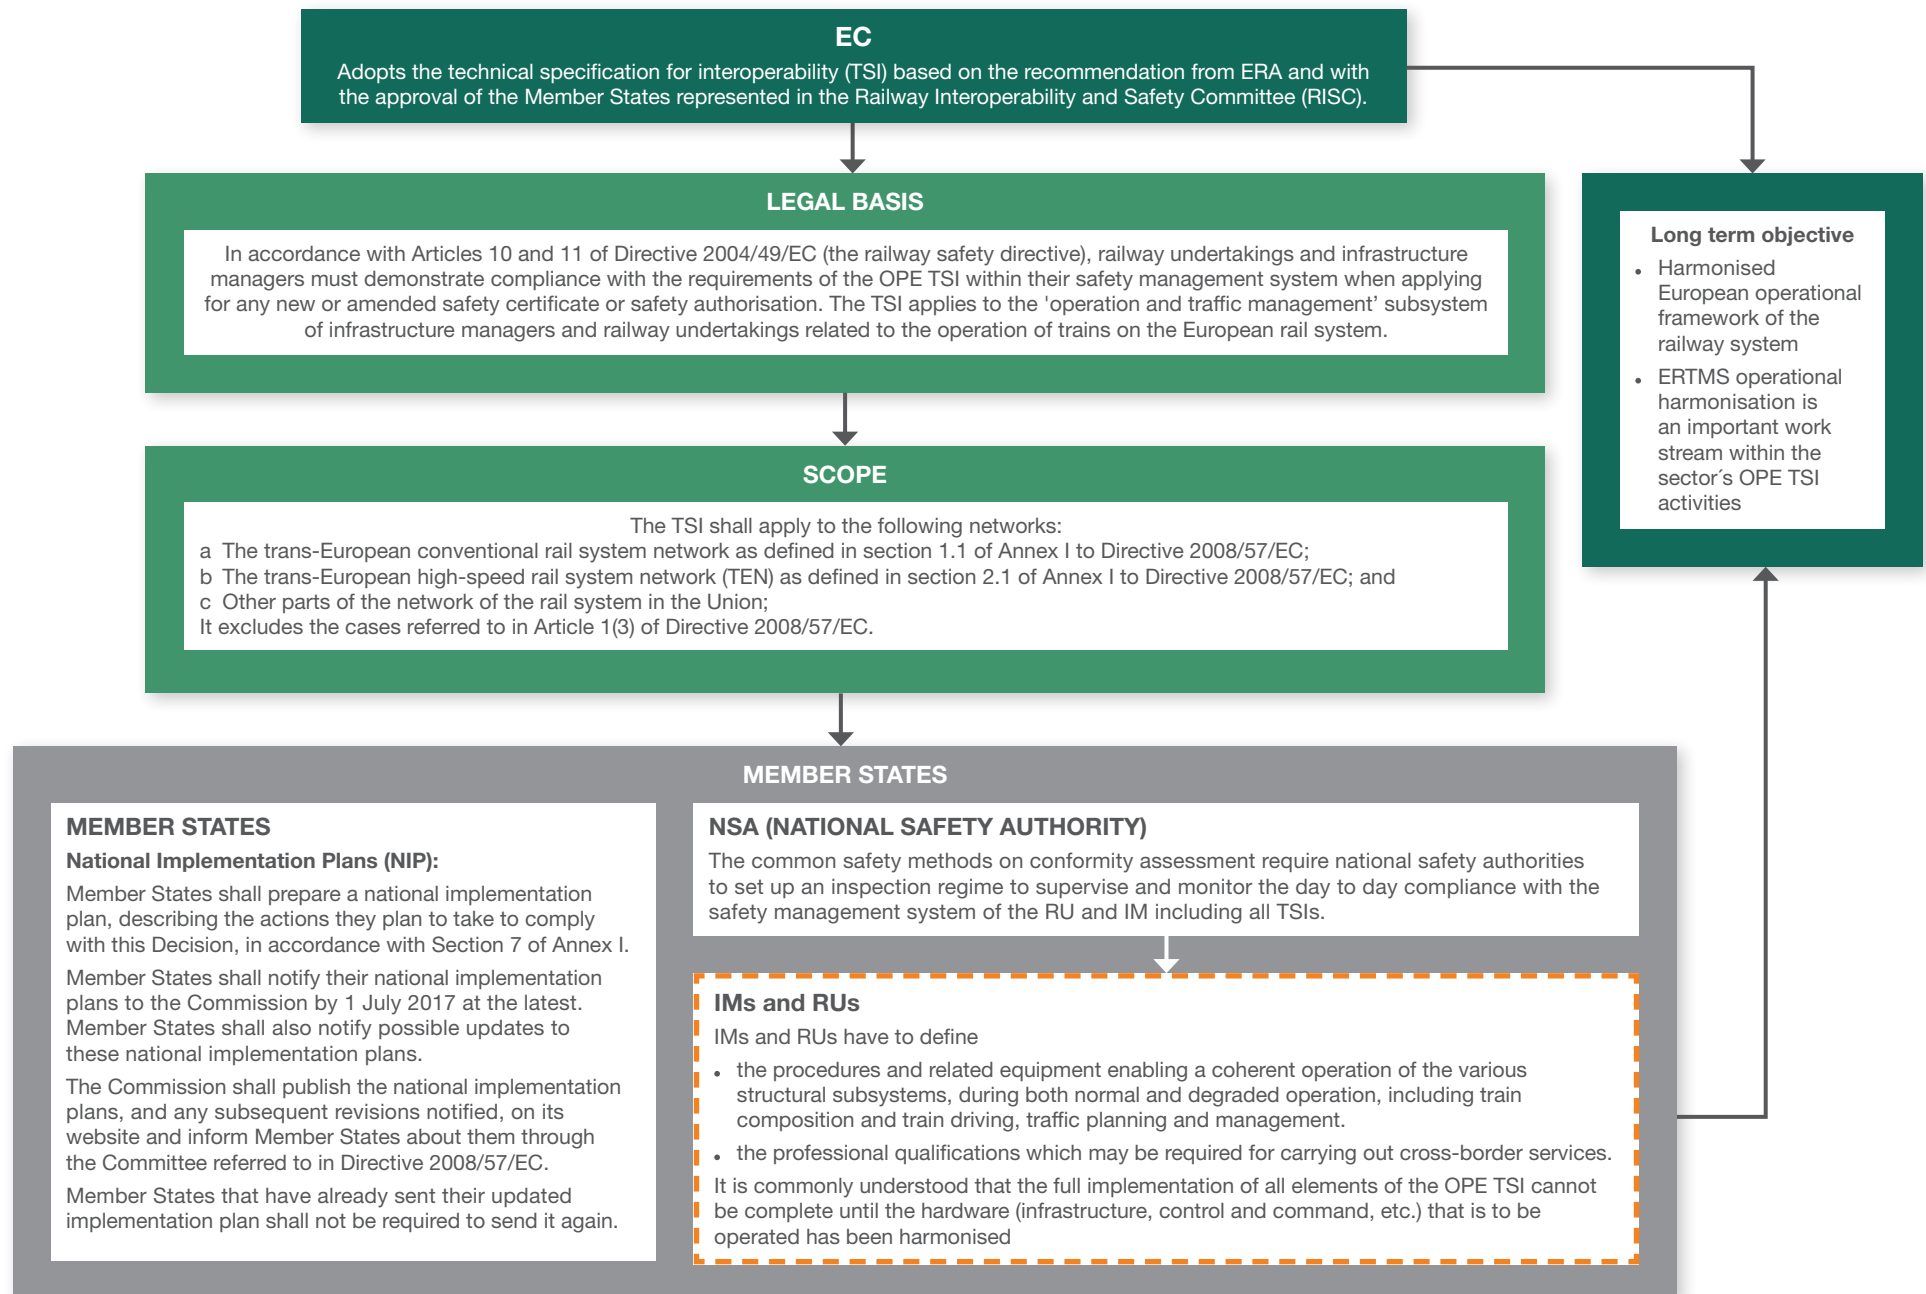 EC
Adopts the technical specification for interoperability (TSI) based on the recommendation from ERA and with
the approval of the Member States represented in the Railway Interoperability and Safety Committee (RISC).
LEGAL BASIS
In accordance with Articles 10 and 11 of Directive 2004/49/EC (the railway safety directive), railway undertakings and infrastructure
managers must demonstrate compliance with the requirements of the OPE TSI within their safety management system when applying
for any new or amended safety certificate or safety authorisation. The TSI applies to the 'operation and traffic management’ subsystem
of infrastructure managers and railway undertakings related to the operation of trains on the European rail system.
Long term objective
• Harmonised
European operational
framework of the
railway system
• ERTMS operational
harmonisation is
an important work
stream within the
sector´s OPE TSI
activities
SCOPE
The TSI shall apply to the following networks:
a The trans-European conventional rail system network as defined in section 1.1 of Annex I to Directive 2008/57/EC;
b The trans-European high-speed rail system network (TEN) as defined in section 2.1 of Annex I to Directive 2008/57/EC; and
c Other parts of the network of the rail system in the Union;
It excludes the cases referred to in Article 1(3) of Directive 2008/57/EC.
MEMBER STATES
MEMBER STATES
National Implementation Plans (NIP):
Member States shall prepare a national implementation
plan, describing the actions they plan to take to comply
with this Decision, in accordance with Section 7 of Annex I.
Member States shall notify their national implementation
plans to the Commission by 1 July 2017 at the latest.
Member States shall also notify possible updates to
these national implementation plans.
The Commission shall publish the national implementation
plans, and any subsequent revisions notified, on its
website and inform Member States about them through
the Committee referred to in Directive 2008/57/EC.
Member States that have already sent their updated
implementation plan shall not be required to send it again.
NSA (NATIONAL SAFETY AUTHORITY)
The common safety methods on conformity assessment require national safety authorities
to set up an inspection regime to supervise and monitor the day to day compliance with the
safety management system of the RU and IM including all TSIs.
IMs and RUs
IMs and RUs have to define
• the procedures and related equipment enabling a coherent operation of the various
structural subsystems, during both normal and degraded operation, including train
composition and train driving, traffic planning and management.
• the professional qualifications which may be required for carrying out cross-border services.
It is commonly understood that the full implementation of all elements of the OPE TSI cannot
be complete until the hardware (infrastructure, control and command, etc.) that is to be
operated has been harmonised